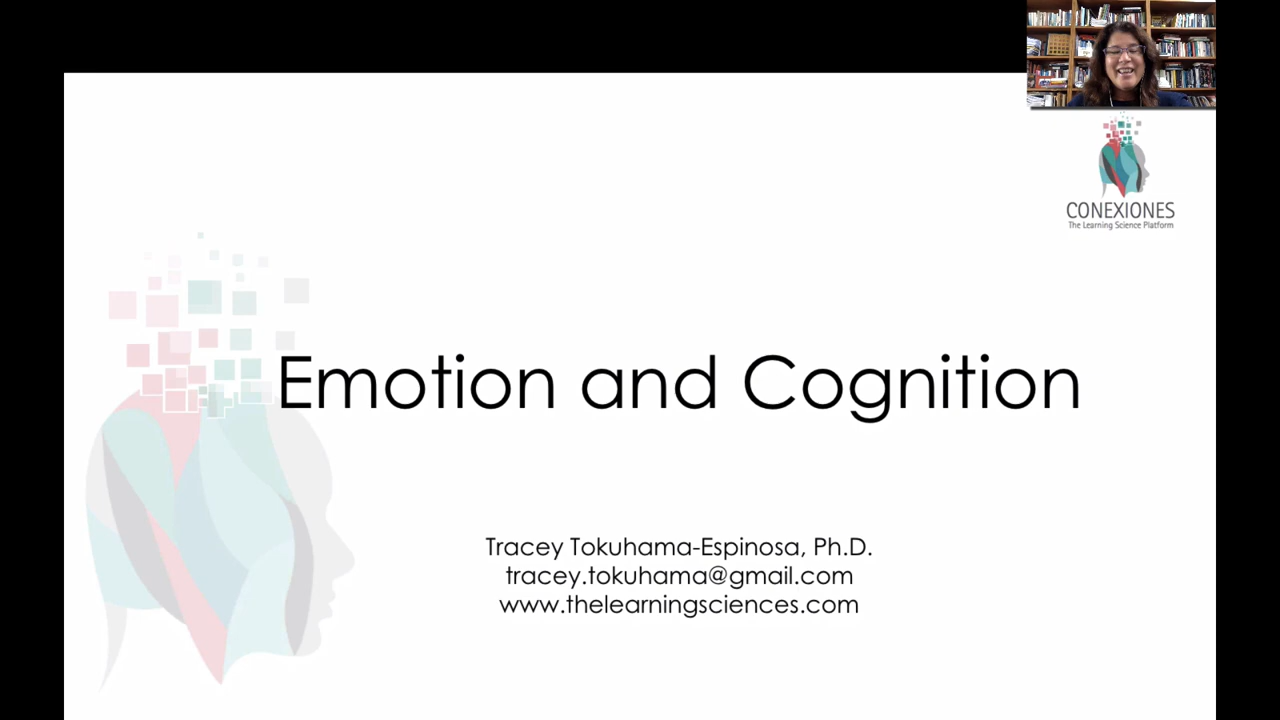 CONEXIONES
The Learning Science Platform
Emotion and Cognition
Tracey Tokuhama-Espinosa, Ph.D.
tracey.tokuhama@gmail.com
www.thelearningsciences.com